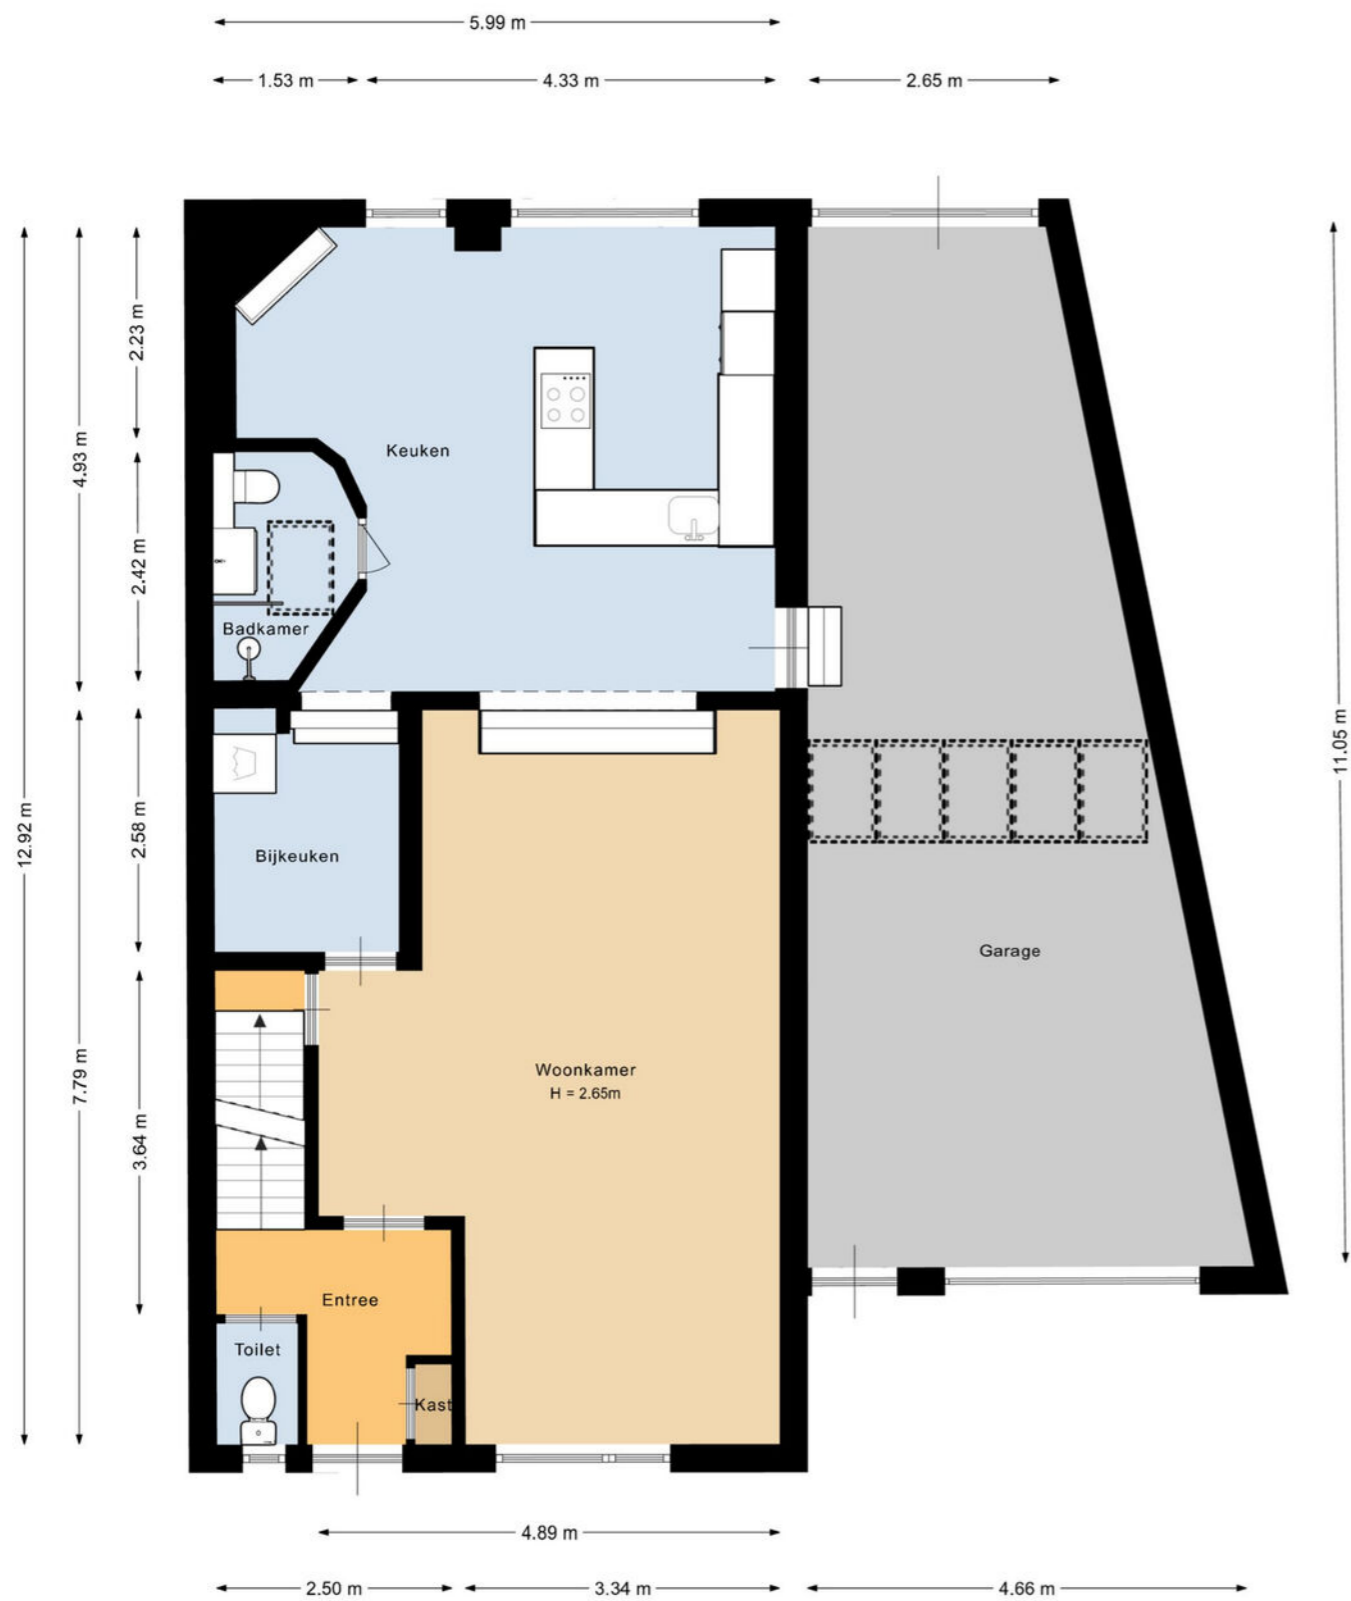 5.99 m
1.53 m
4.33 m
2.65 m
2.23 m
4.93 m
Keuken
2.42 m
Badkamer
11.05 m
12.92 m
2.58 m
Bijkeuken
Garage
7.79 m
Woonkamer
H = 2.65m
3.64 m
Entree
Toilet
Kast
4.89 m
2.50 m
3.34 m
4.66 m